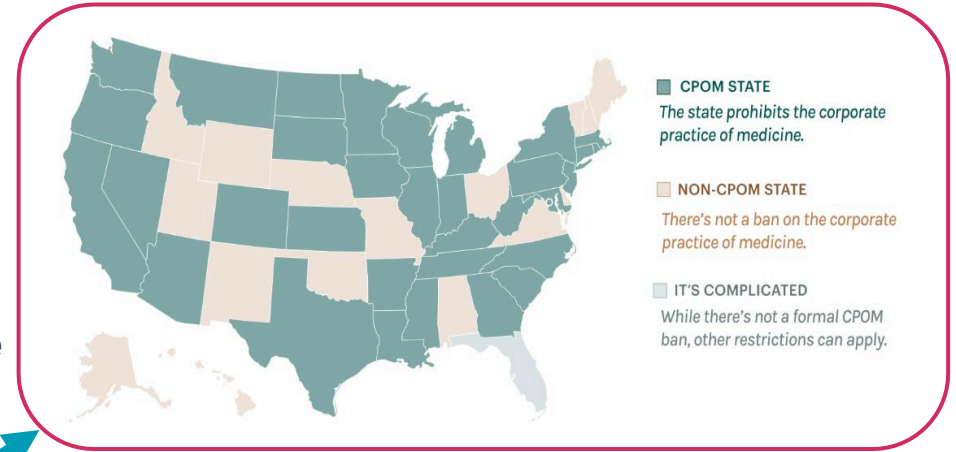 CPOM STATE
The state prohibits the corporate
practice of medicine.
NON-CPOM STATE
There's not a ban on the corporate
practice of medicine.
IT'S COMPLICATED
While there's not a formal CPOM
ban, other restrictions can apply.